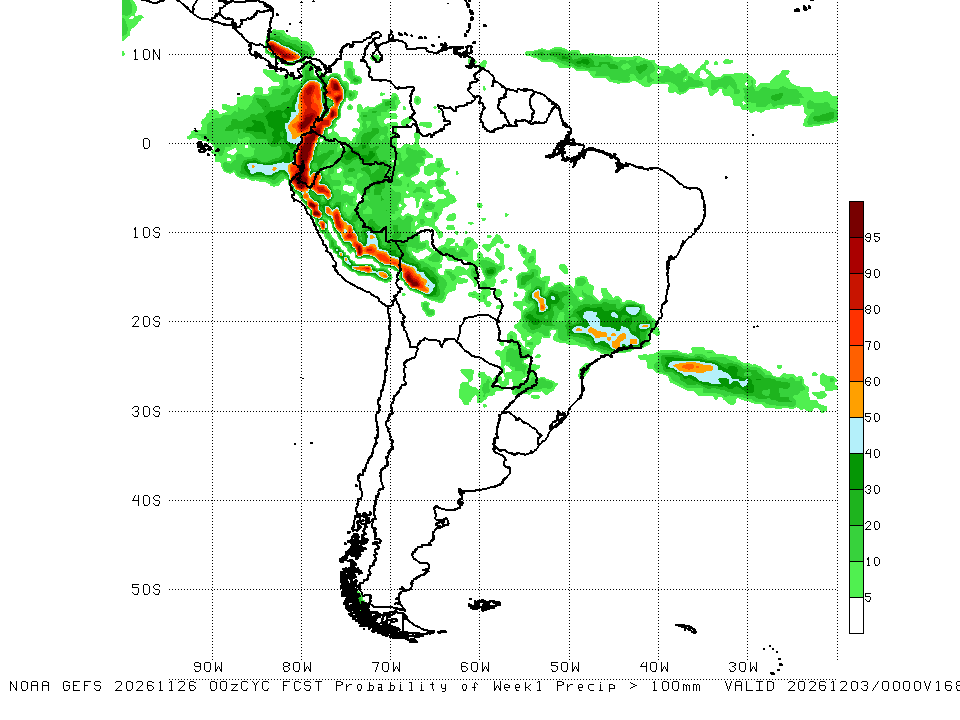 10N
0
10S
20S
30S
40S
50S
95
90
80
70
60
50
40
30
20
10
5
90W 80W 70W 60W 50W 40W 30W
NOAA GEFS 20261126 00zCYC FCST Probability of Week1 Precip > 100mm VALID 20261203/0000V168